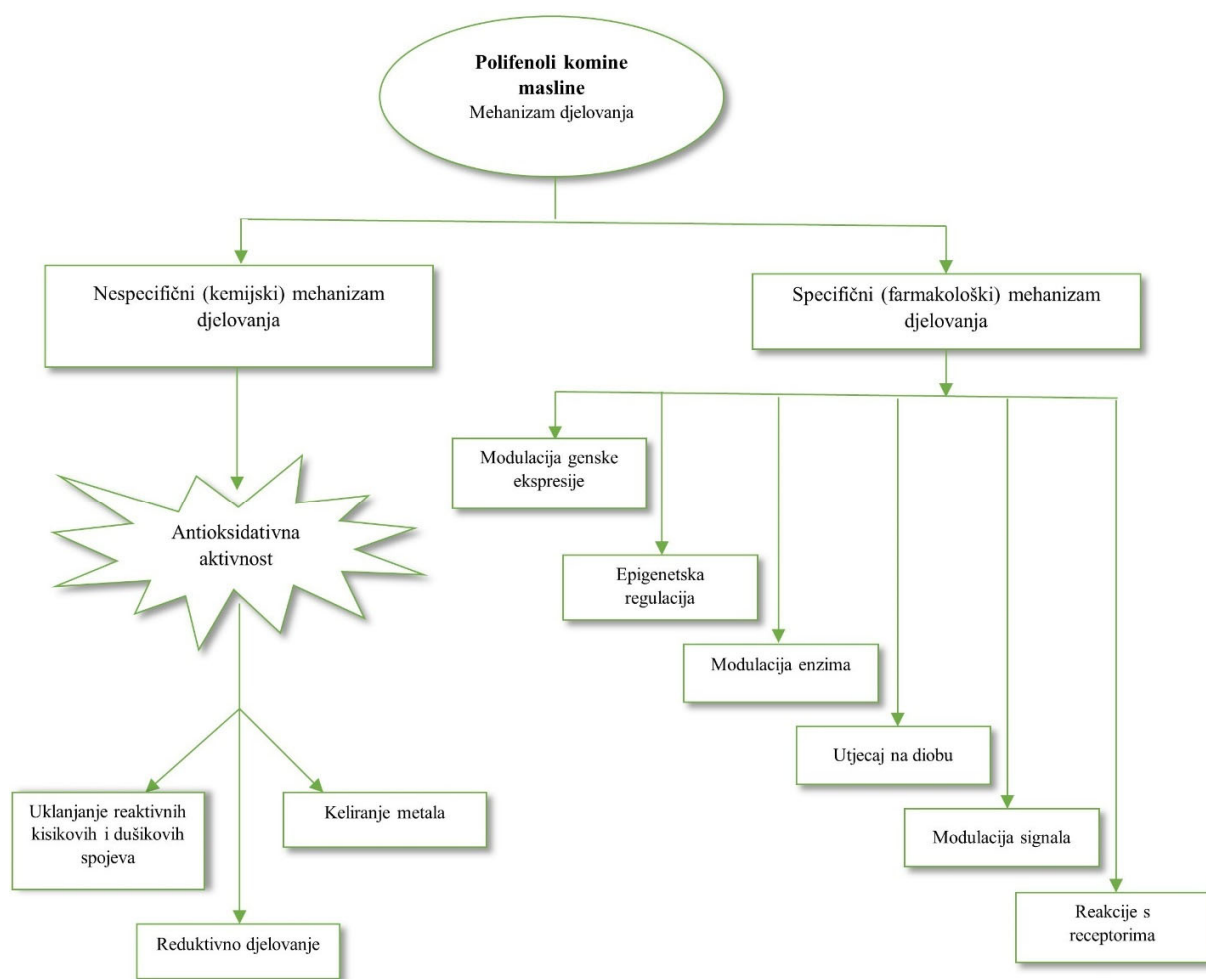 Polifenoli komine
masline
Mehanizam djelovanja
Nespecifični (kemijski) mehanizam
djelovanja
Specifični (farmakološki) mehanizam
djelovanja
Antioksidativna
aktivnost
Uklanjanje reaktivnih
kisikovih i dušikovih
spojeva
Keliranje metala
Reduktivno djelovanje
Modulacija genske
ekspresije
Epigenetska
regulacija
Modulacija enzima
Utjecaj na diobu
Modulacija signala
Reakcije s
receptorima